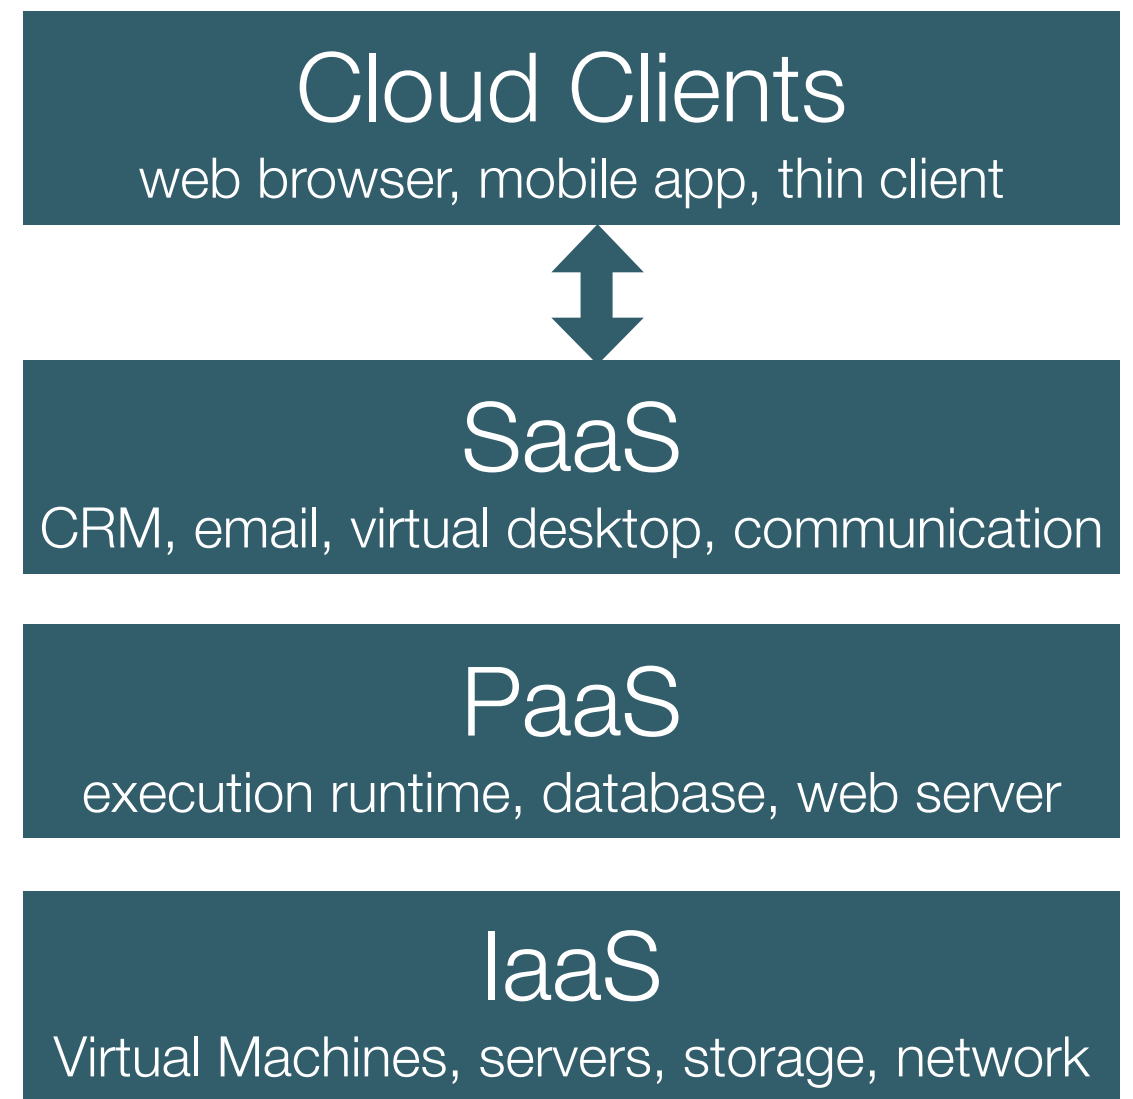 Cloud Clients
web browser, mobile app, thin client
SaaS
CRM, email, virtual desktop, communication
PaaS
execution runtime, database, web server
IaaS
Virtual Machines, servers, storage, network